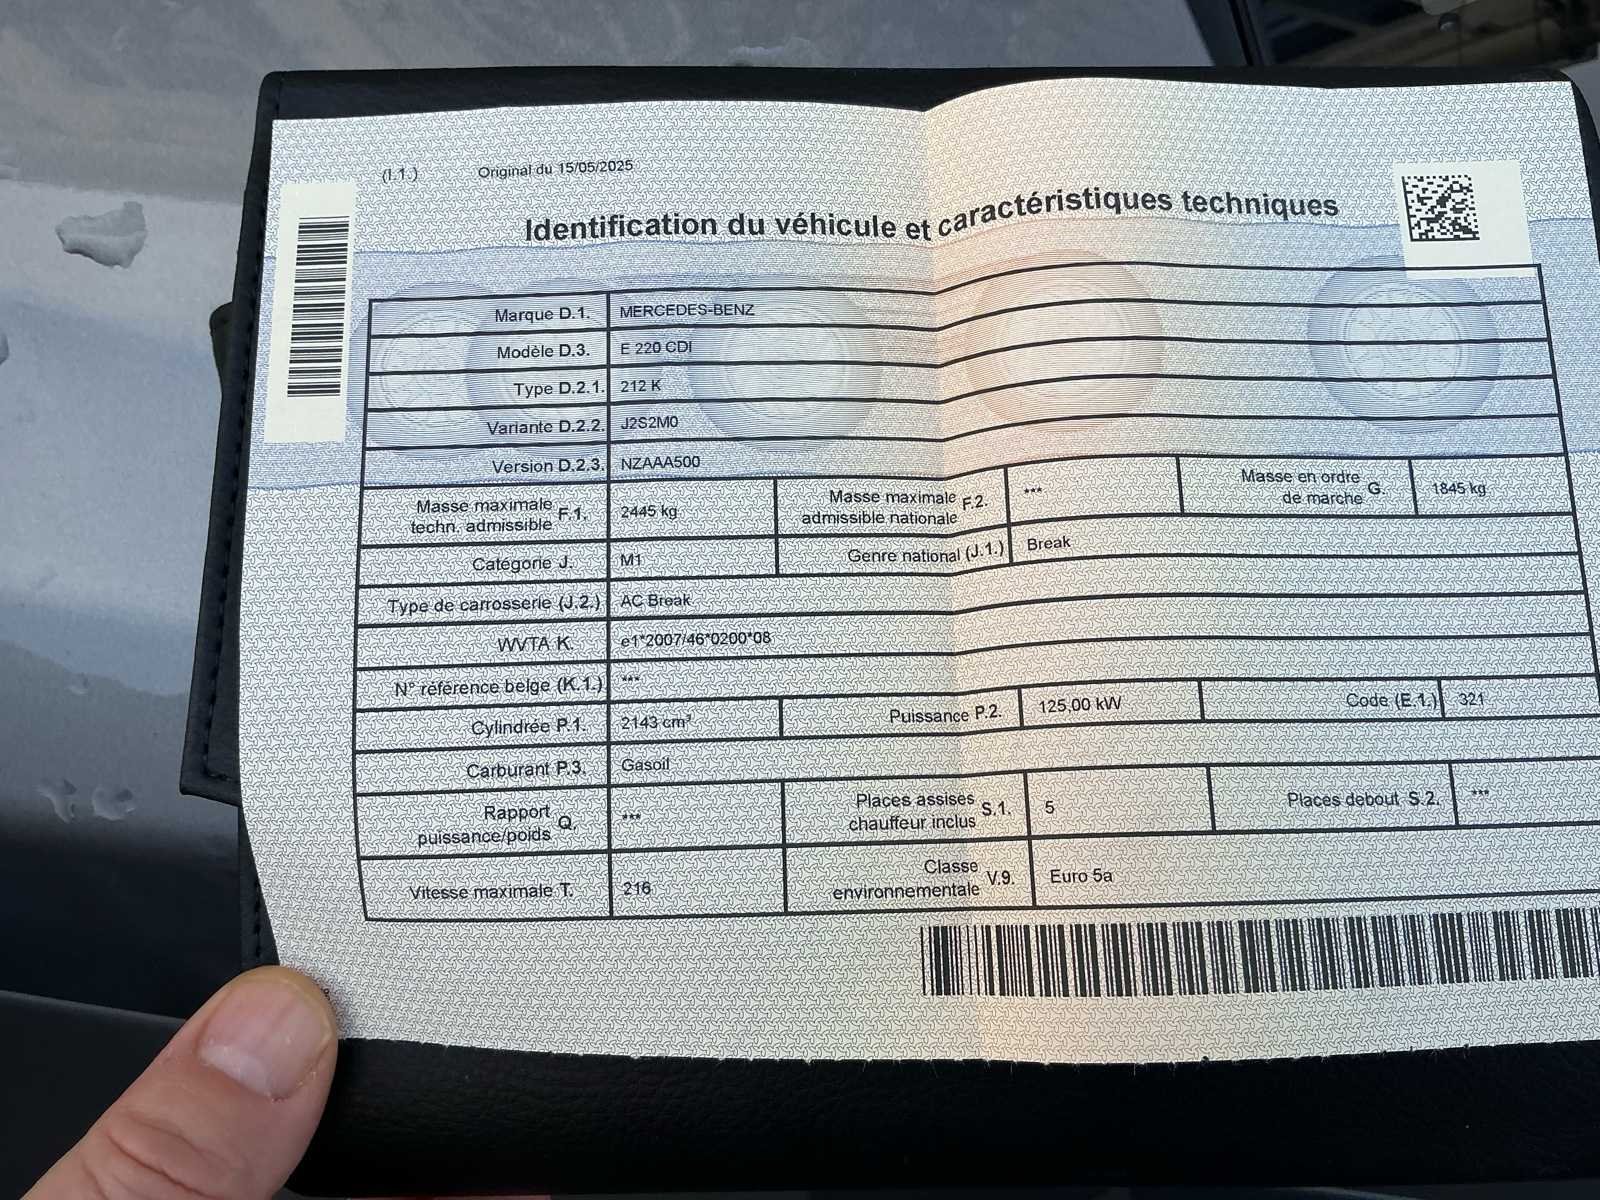 (I.1.) Original du 15/05/2025
Identification du véhicule et caractéristiques techniques
Marque D.1. MERCEDES-BENZ
Modèle D.3. E 220 CDI
Type D.2.1. 212 K
Variante D.2.2. J2S2M0
Version D.2.3. NZAAA500
Masse maximale techn. admissible F.1. 2445 kg Masse maximale admissible nationale F.2. *** Masse en ordre de marche G. 1845 kg
Catégorie J. M1 Genre national (J.1.) Break
Type de carrosserie (J.2.) AC Break
WVTA K. e1*2007/46*0200*08
N° référence belge (K.1.) ***
Cylindrée P.1. 2143 cm³ Puissance P.2. 125,00 kW Code (E.1.) 321
Carburant P.3. Gasoil
Rapport puissance/poids Q. *** Places assises chauffeur inclus S.1. 5 Places debout S.2. ***
Vitesse maximale T. 216 Classe environnementale V.9. Euro 5a